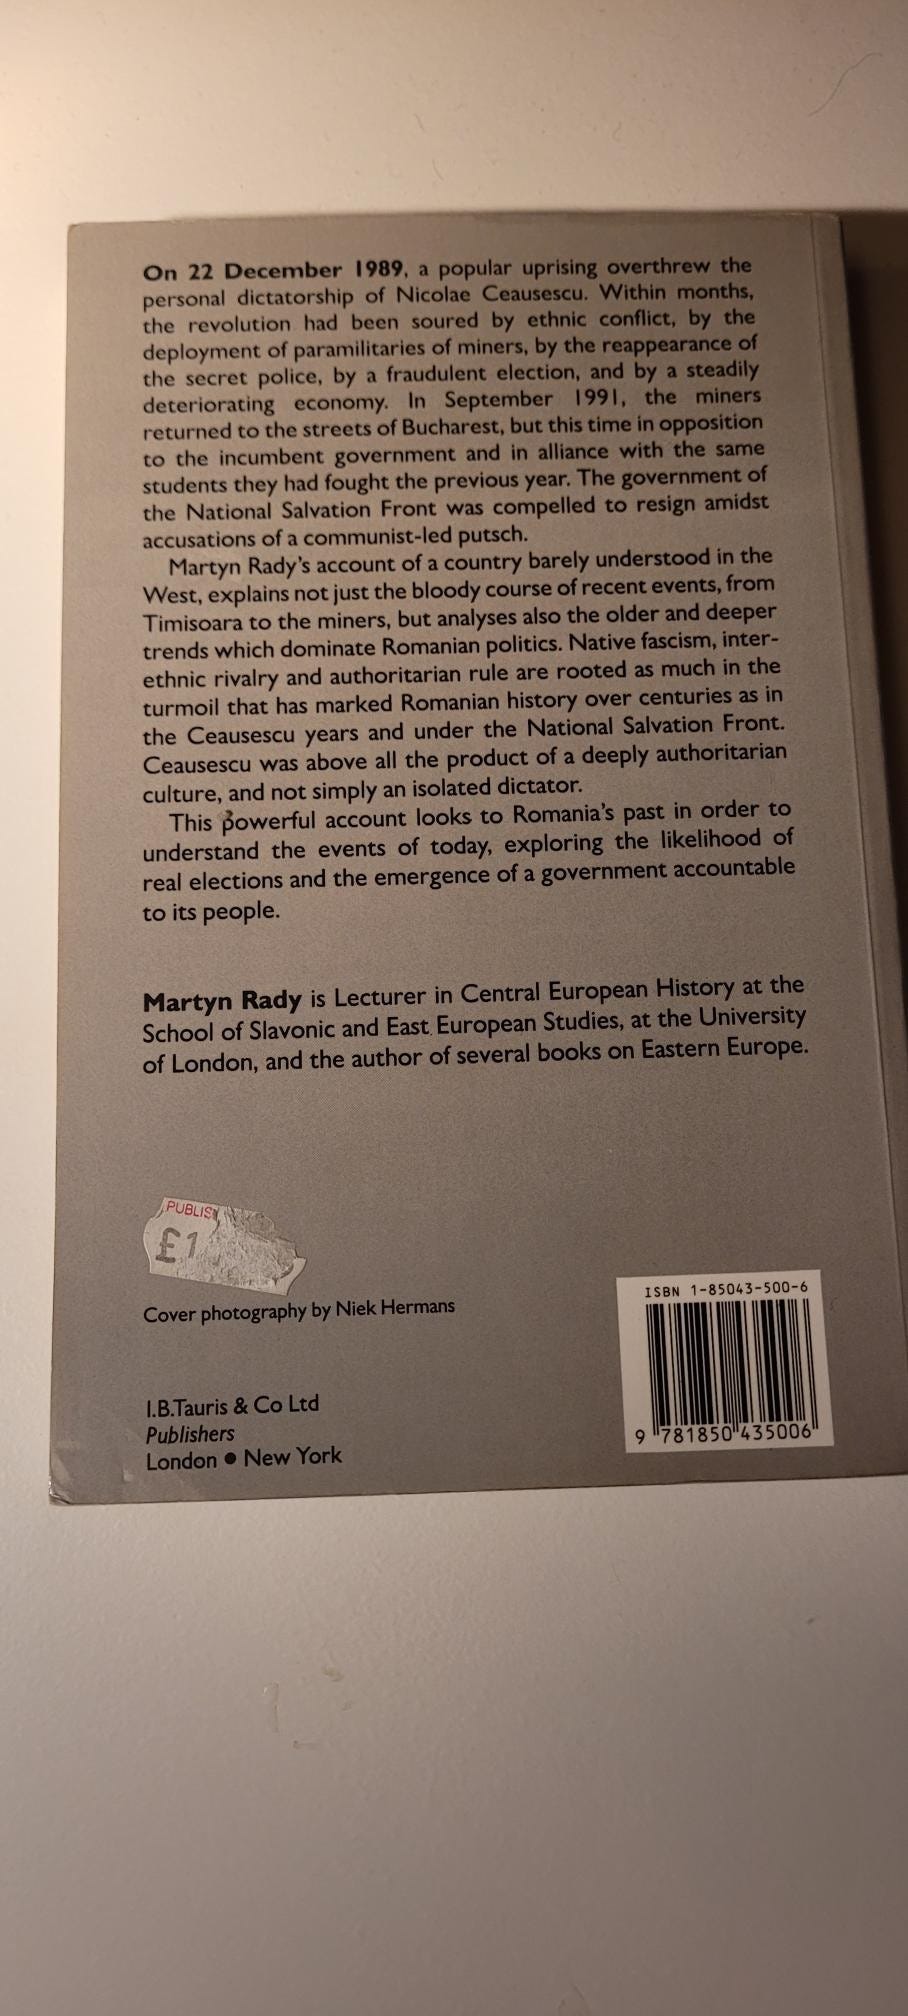 On 22 December 1989, a popular uprising overthrew the
personal dictatorship of Nicolae Ceausescu. Within months,
the revolution had been soured by ethnic conflict, by the
deployment of paramilitaries of miners, by the reappearance of
the secret police, by a fraudulent election, and by a steadily
deteriorating economy. In September 1991, the miners
returned to the streets of Bucharest, but this time in opposition
to the incumbent government and in alliance with the same
students they had fought the previous year. The government of
the National Salvation Front was compelled to resign amidst
accusations of a communist-led putsch.
Martyn Rady's account of a country barely understood in the
West, explains not just the bloody course of recent events, from
Timisoara to the miners, but analyses also the older and deeper
trends which dominate Romanian politics. Native fascism, inter-
ethnic rivalry and authoritarian rule are rooted as much in the
turmoil that has marked Romanian history over centuries as in
the Ceausescu years and under the National Salvation Front.
Ceausescu was above all the product of a deeply authoritarian
culture, and not simply an isolated dictator.
This powerful account looks to Romania's past in order to
understand the events of today, exploring the likelihood of
real elections and the emergence of a government accountable
to its people.
Martyn Rady is Lecturer in Central European History at the
School of Slavonic and East European Studies, at the University
of London, and the author of several books on Eastern Europe.
PUBLIS
£1
Cover photography by Niek Hermans
I.B.Tauris & Co Ltd
Publishers
London • New York
ISBN 1-85043-500-6
9 781850 435006